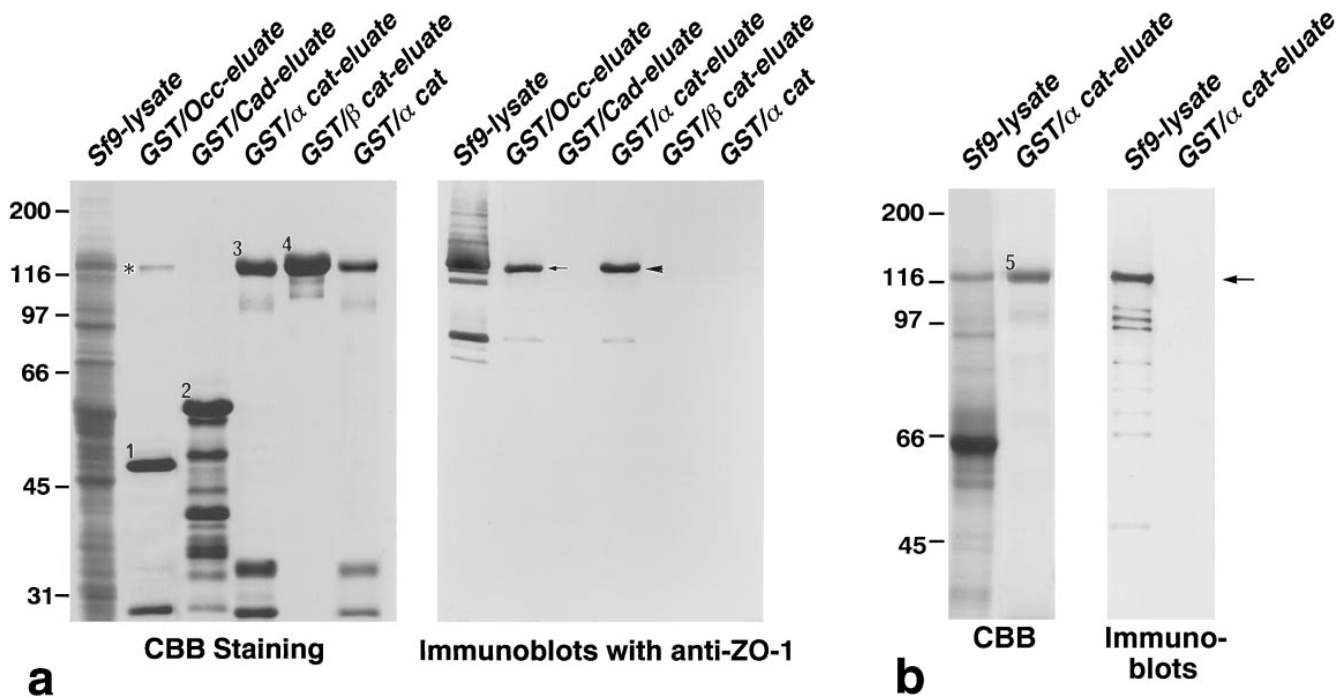 Sf9-lysate
GST/Occ-eluate
GST/Cad-eluate
GST/α cat-eluate
GST/β cat-eluate
GST/α cat
Sf9-lysate
GST/Occ-eluate
GST/Cad-eluate
GST/α cat-eluate
GST/β cat-eluate
GST/α cat
Sf9-lysate
GST/α cat-eluate
Sf9-lysate
GST/α cat-eluate
200
116
97
66
45
31
*
1
2
3
4
CBB Staining
Immunoblots with anti-ZO-1
a
200
116
97
66
45
5
CBB
Immuno-
blots
b